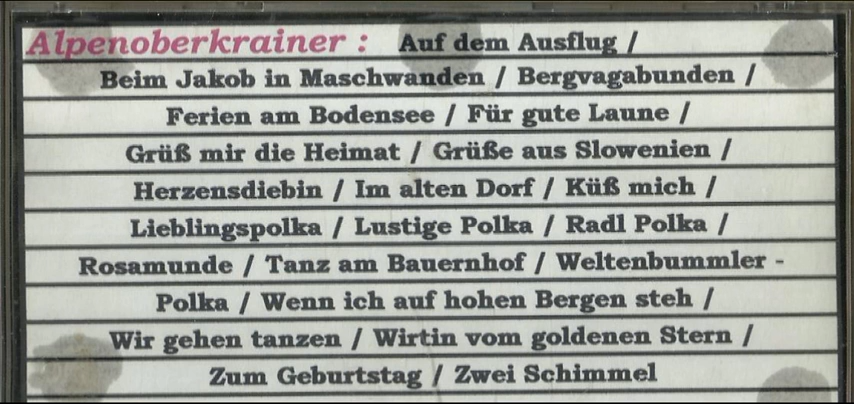 Alpenoberkrainer : Auf dem Ausflug /
Beim Jakob in Maschwanden / Bergvagabunden /
Ferien am Bodensee / Für gute Laune /
Grüß mir die Heimat / Grüße aus Slowenien /
Herzensdiebin / Im alten Dorf / Küß mich /
Lieblingspolka / Lustige Polka / Radl Polka /
Rosamunde / Tanz am Bauernhof / Weltenbummler -
Polka / Wenn ich auf hohen Bergen steh /
Wir gehen tanzen / Wirtin vom goldenen Stern /
Zum Geburtstag / Zwei Schimmel